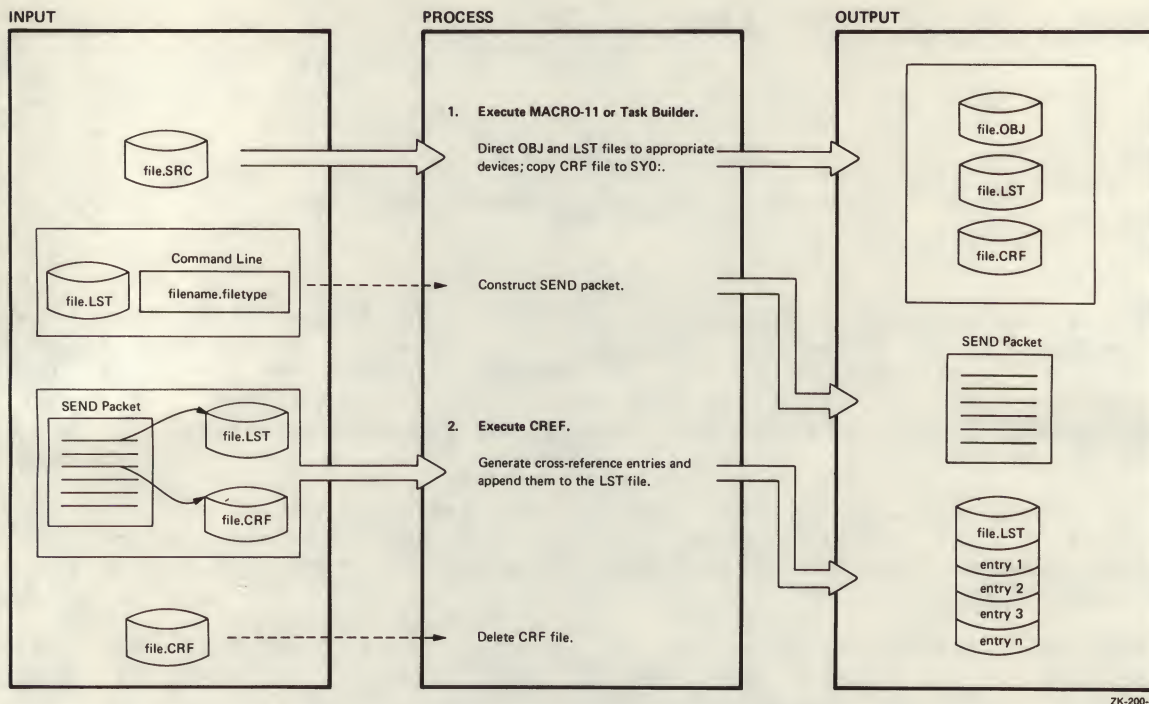 INPUT
PROCESS
OUTPUT
file.SRC
Command Line
file.LST
filename.filetype
SEND Packet
file.LST
file.CRF
file.CRF
1. Execute MACRO-11 or Task Builder.
Direct OBJ and LST files to appropriate
devices; copy CRF file to SY0:.
Construct SEND packet.
2. Execute CREF.
Generate cross-reference entries and
append them to the LST file.
Delete CRF file.
file.OBJ
file.LST
file.CRF
SEND Packet
file.LST
entry 1
entry 2
entry 3
entry n